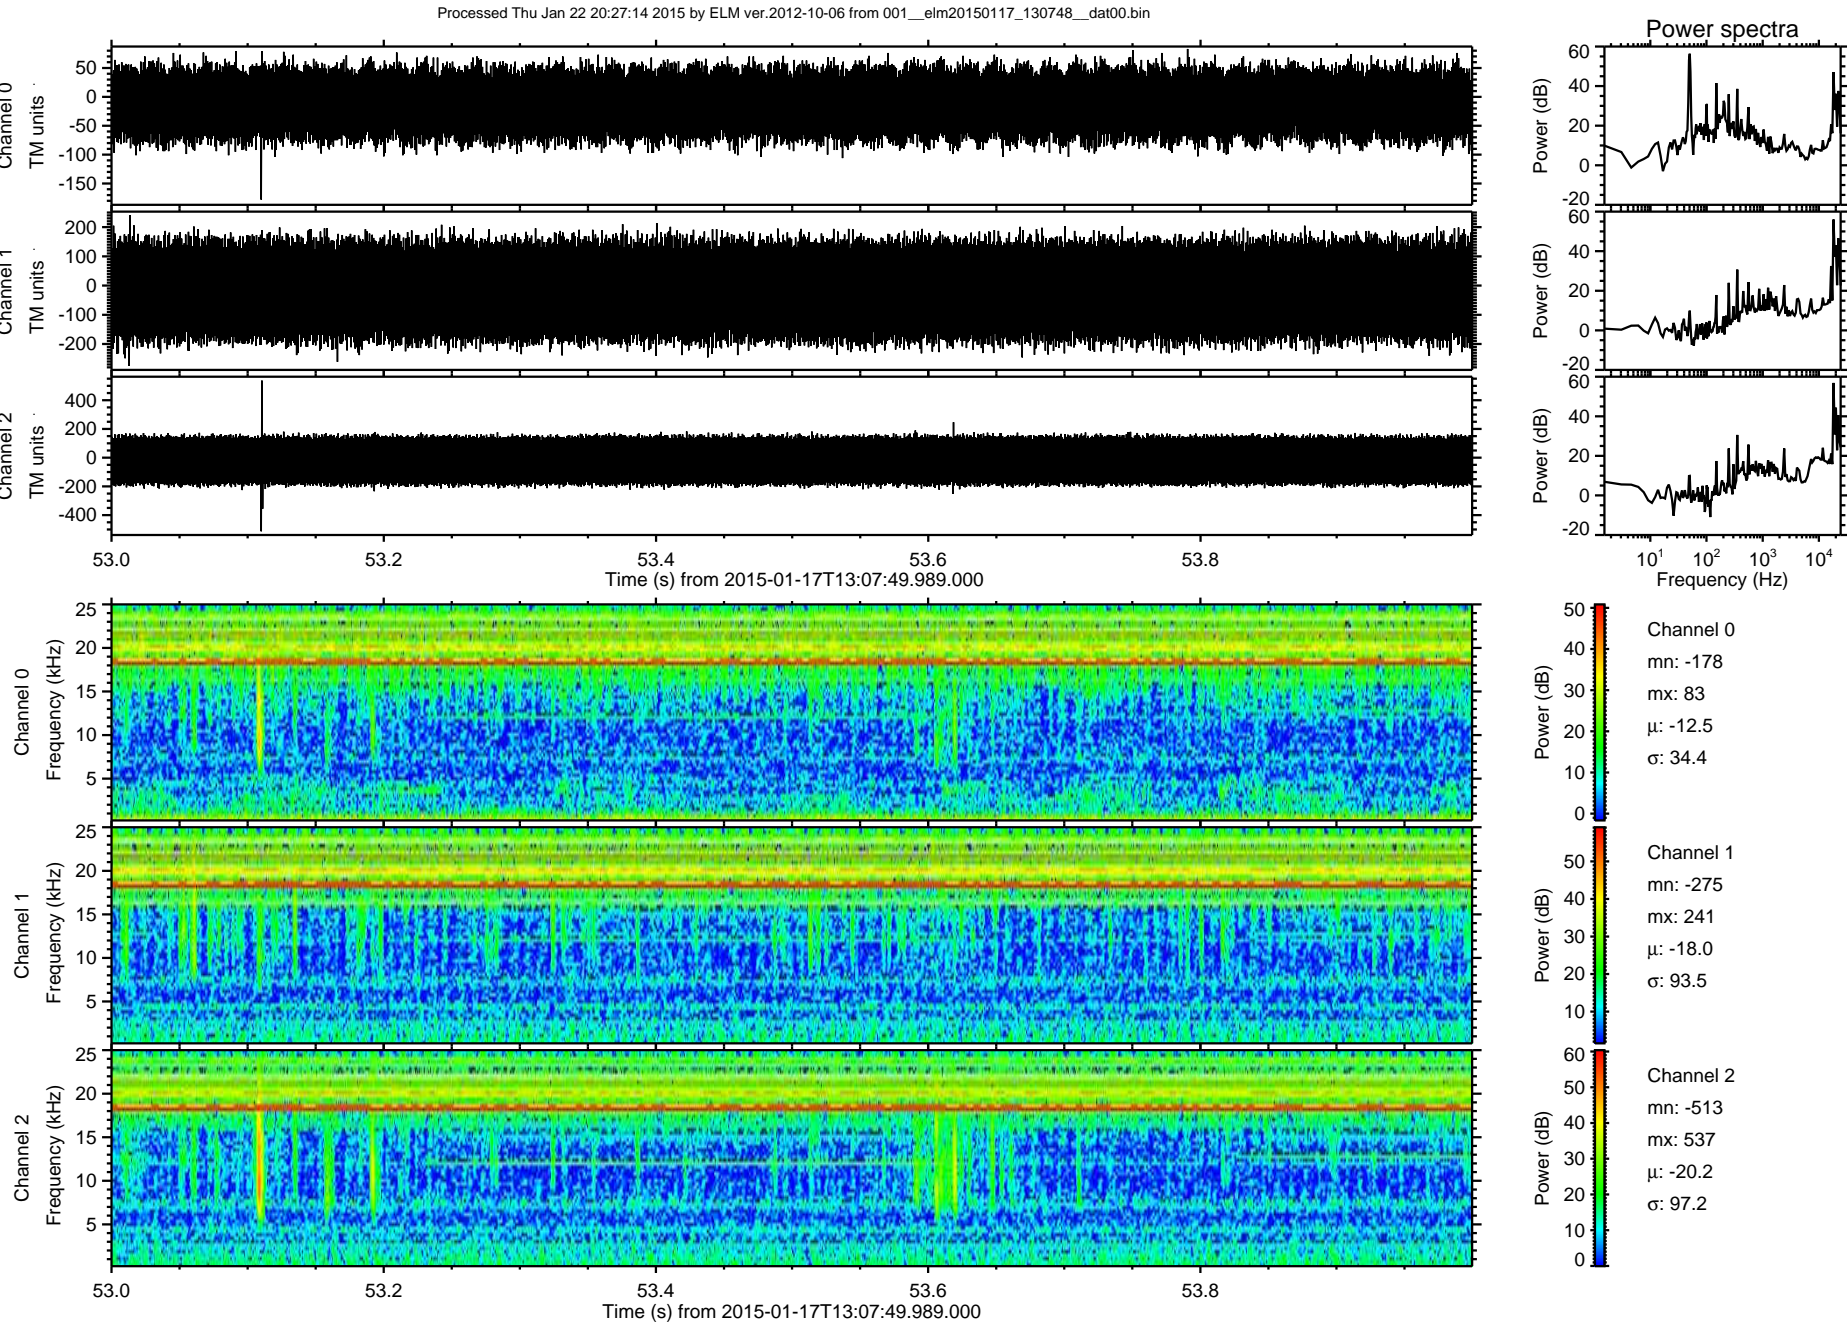 Processed Thu Jan 22 20:27:14 2015 by ELM ver.2012-10-06 from 001__elm20150117_130748__dat00.bin
Power spectra
Channel 0
TM units
50
0
-50
-100
-150
Power (dB)
60
40
20
0
-20
Channel 1
TM units
200
100
0
-100
-200
Power (dB)
60
40
20
0
-20
Channel 2
TM units
400
200
0
-200
-400
Power (dB)
60
40
20
0
-20
53.0 53.2 53.4 53.6 53.8
Time (s) from 2015-01-17T13:07:49.989.000
10^1 10^2 10^3 10^4
Frequency (Hz)
Channel 0
Frequency (kHz)
25
20
15
10
5
Power (dB)
50
40
30
20
10
0
Channel 0
mn: -178
mx: 83
μ: -12.5
σ: 34.4
Channel 1
Frequency (kHz)
25
20
15
10
5
Power (dB)
50
40
30
20
10
Channel 1
mn: -275
mx: 241
μ: -18.0
σ: 93.5
Channel 2
Frequency (kHz)
25
20
15
10
5
Power (dB)
60
50
40
30
20
10
0
Channel 2
mn: -513
mx: 537
μ: -20.2
σ: 97.2
53.0 53.2 53.4 53.6 53.8
Time (s) from 2015-01-17T13:07:49.989.000